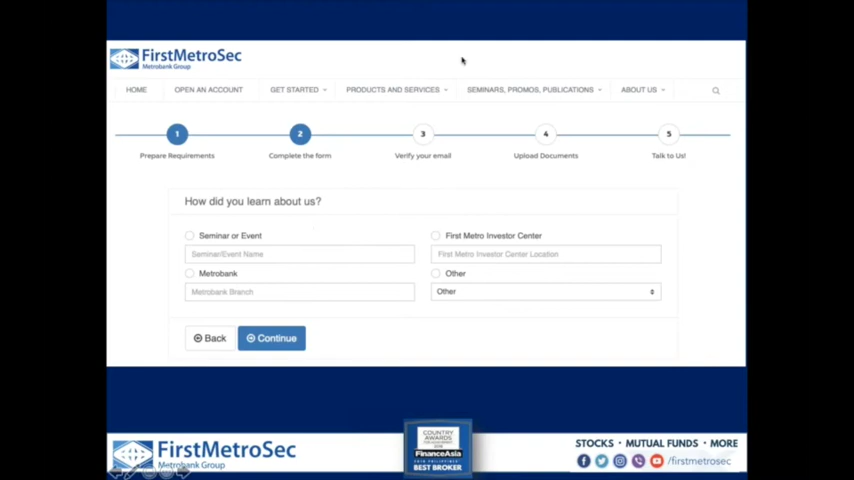 FirstMetroSec
Metrobank Group
HOME OPEN AN ACCOUNT GET STARTED PRODUCTS AND SERVICES SEMINARS, PROMOS, PUBLICATIONS ABOUT US
1 2 3 4 5
Prepare Requirements Complete the form Verify your email Upload Documents Talk to Us!
How did you learn about us?
Seminar or Event First Metro Investor Center
Seminar/Event Name First Metro Investor Center Location
Metrobank Other
Metrobank Branch Other
Back Continue
FirstMetroSec
Metrobank Group
COUNTRY
AWARDS
FinanceAsia
BEST BROKER
STOCKS • MUTUAL FUNDS • MORE
/firstmetrosec